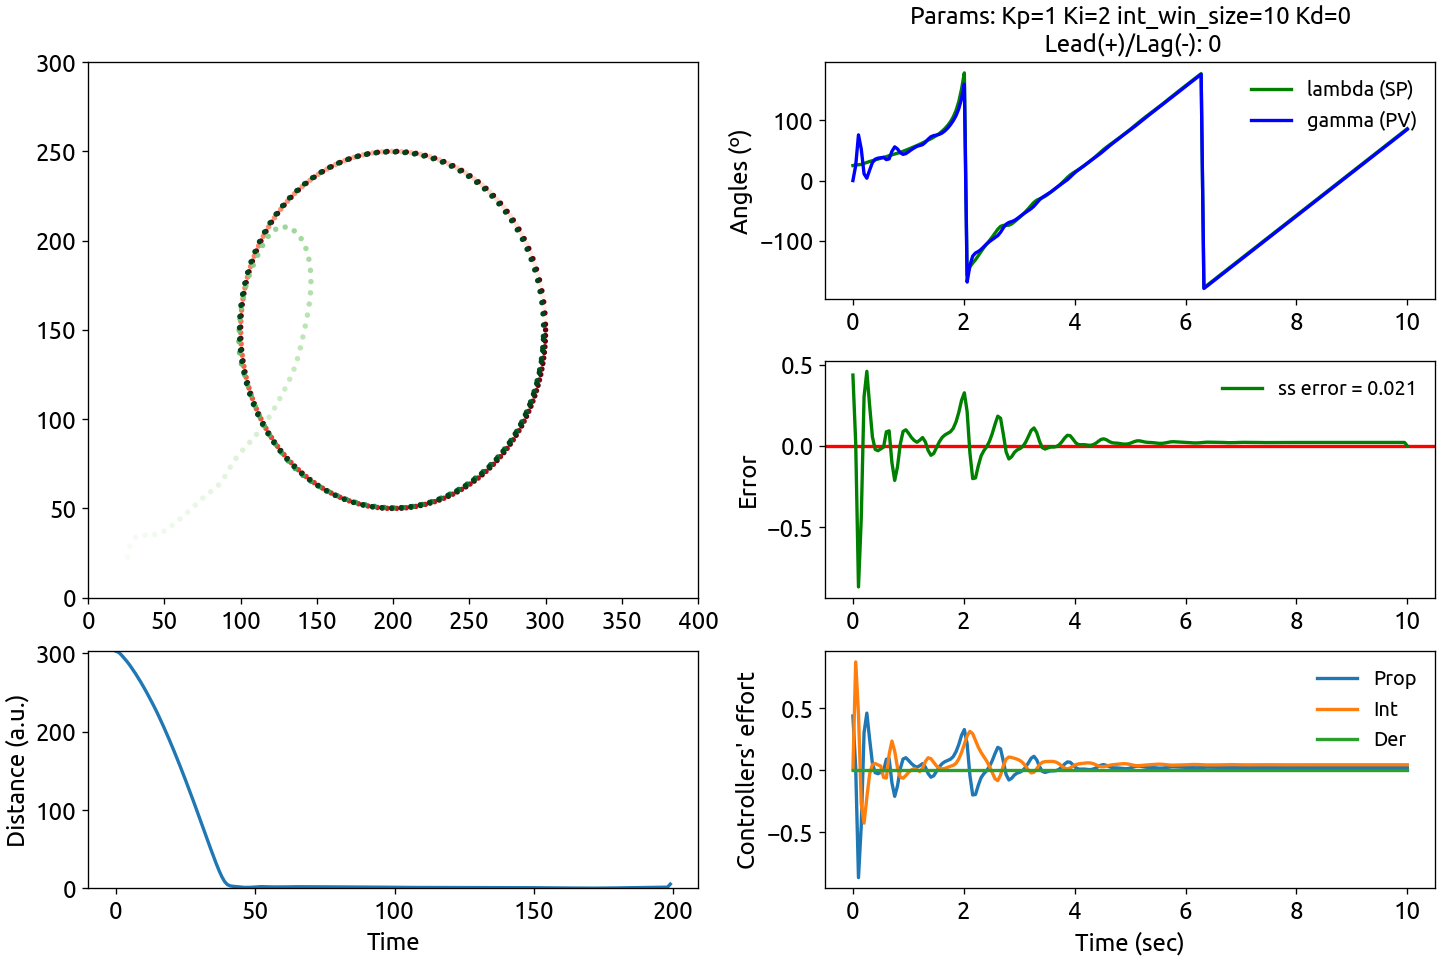 Params: Kp=1 Ki=2 int_win_size=10 Kd=0
Lead(+)/Lag(-): 0
300
250
200
150
100
50
0
0 50 100 150 200 250 300 350 400
Angles (º)
100
0
−100
lambda (SP)
gamma (PV)
0 2 4 6 8 10
Error
0.5
0.0
−0.5
ss error = 0.021
0 2 4 6 8 10
Distance (a.u.)
300
200
100
0
0 50 100 150 200
Time
Controllers' effort
0.5
0.0
−0.5
Prop
Int
Der
0 2 4 6 8 10
Time (sec)